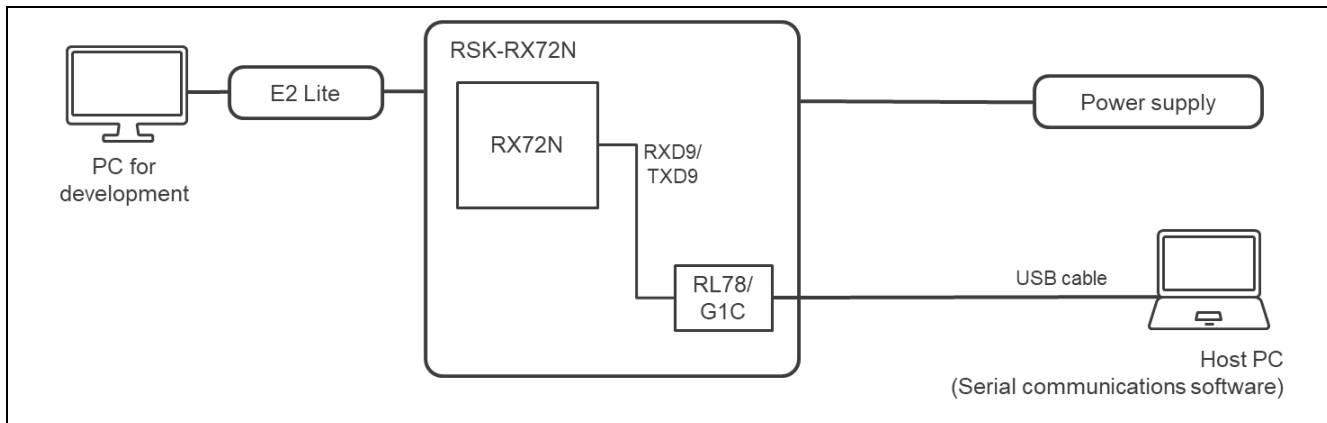 RSK-RX72N
E2 Lite
PC for
development
RX72N
RXD9/
TXD9
RL78/
G1C
Power supply
USB cable
Host PC
(Serial communications software)